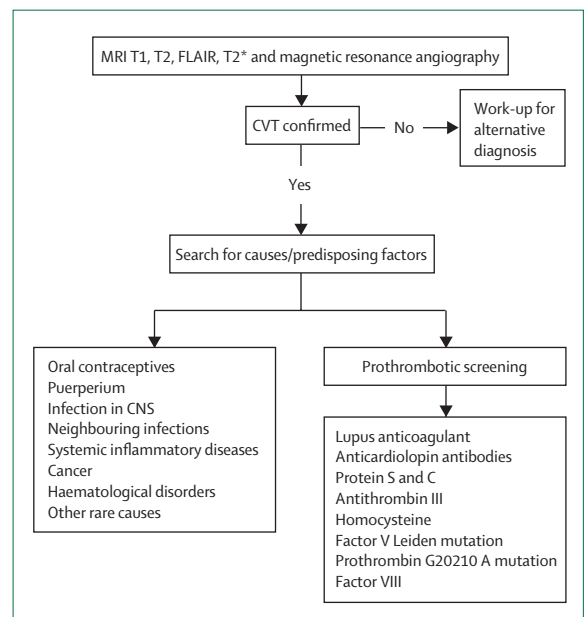 MRI T1, T2, FLAIR, T2* and magnetic resonance angiography
CVT confirmed
No
Work-up for
alternative
diagnosis
Yes
Search for causes/predisposing factors
Oral contraceptives
Puerperium
Infection in CNS
Neighbouring infections
Systemic inflammatory diseases
Cancer
Haematological disorders
Other rare causes
Prothrombotic screening
Lupus anticoagulant
Anticardiolopin antibodies
Protein S and C
Antithrombin III
Homocysteine
Factor V Leiden mutation
Prothrombin G20210 A mutation
Factor VIII